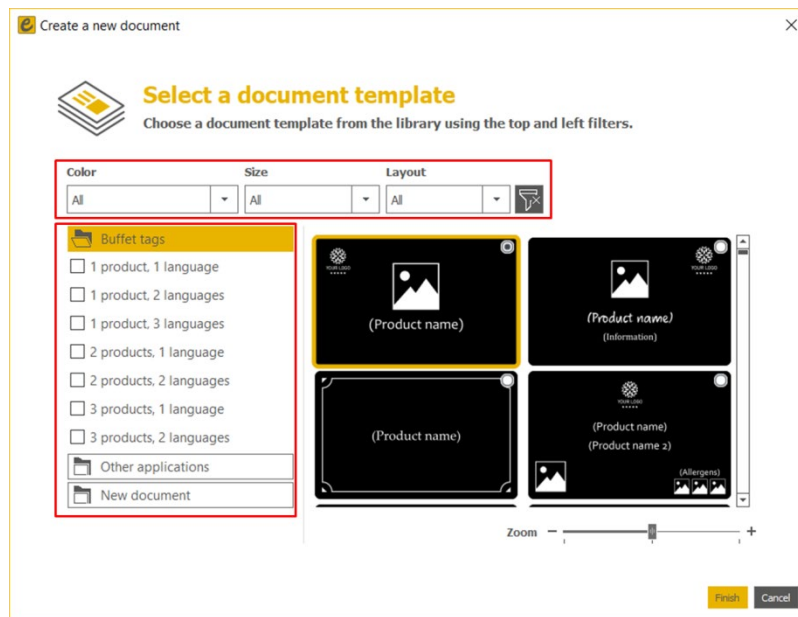 Create a new document
Select a document template
Choose a document template from the library using the top and left filters.
Color
Size
Layout
All
All
All
Buffet tags
1 product, 1 language
1 product, 2 languages
1 product, 3 languages
2 products, 1 language
2 products, 2 languages
3 products, 1 language
3 products, 2 languages
Other applications
New document
YOUR LOGO
(Product name)
YOUR LOGO
(Product name)
(Information)
(Product name)
YOUR LOGO
(Product name)
(Product name 2)
(Allergens)
Zoom
Finish
Cancel